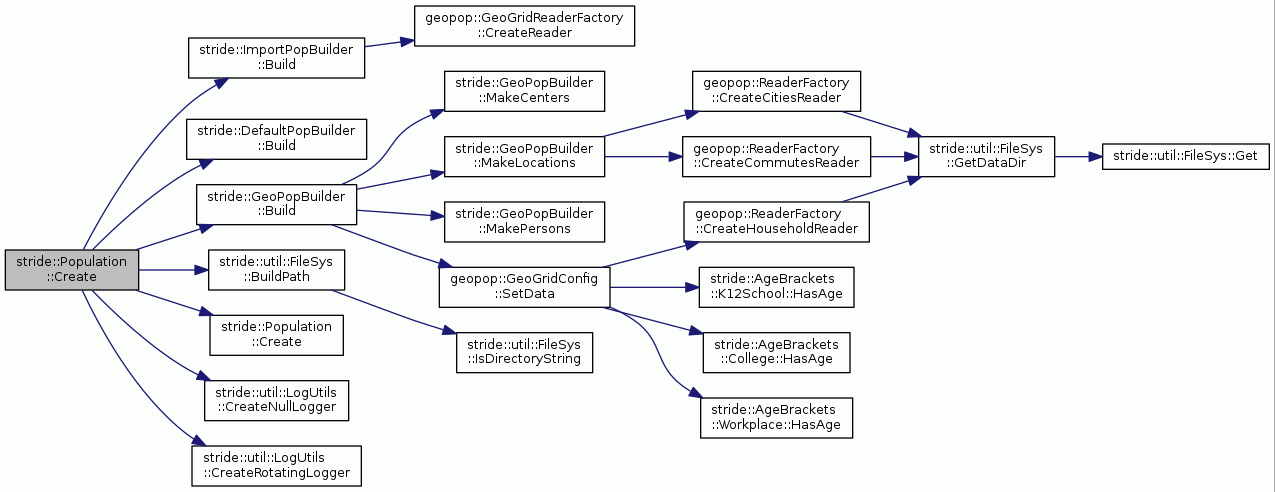 geopop::GeoGridReaderFactory
::CreateReader
stride::ImportPopBuilder
::Build
stride::GeoPopBuilder
::MakeCenters
geopop::ReaderFactory
::CreateCitiesReader
stride::DefaultPopBuilder
::Build
stride::GeoPopBuilder
::MakeLocations
geopop::ReaderFactory
::CreateCommutesReader
stride::util::FileSys
::GetDataDir
stride::util::FileSys::Get
stride::GeoPopBuilder
::Build
stride::GeoPopBuilder
::MakePersons
geopop::ReaderFactory
::CreateHouseholdReader
stride::Population
::Create
stride::util::FileSys
::BuildPath
geopop::GeoGridConfig
::SetData
stride::AgeBrackets
::K12School::HasAge
stride::Population
::Create
stride::util::FileSys
::IsDirectoryString
stride::AgeBrackets
::College::HasAge
stride::util::LogUtils
::CreateNullLogger
stride::AgeBrackets
::Workplace::HasAge
stride::util::LogUtils
::CreateRotatingLogger